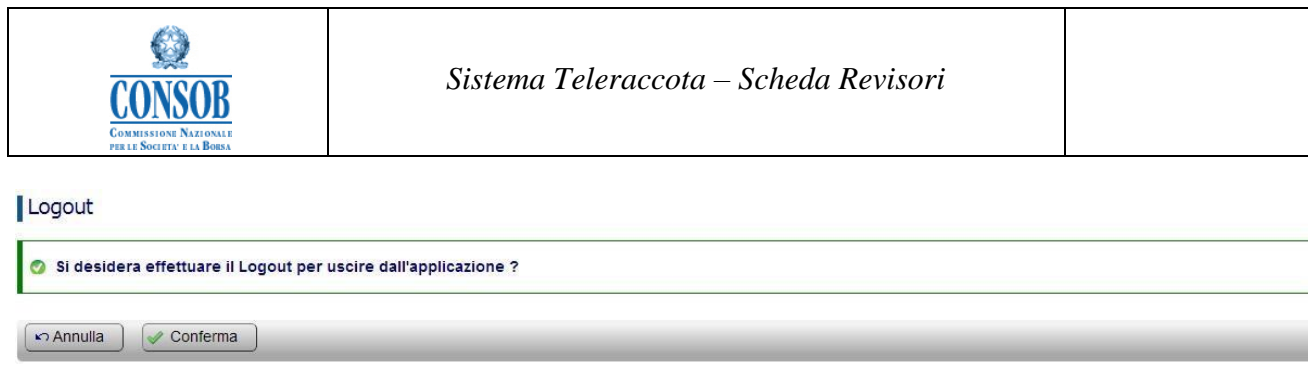 CONSOB
COMMISSIONE NAZIONALE
PER LE SOCIETA' E LA BORSA
Sistema Teleraccota – Scheda Revisori
Logout
Si desidera effettuare il Logout per uscire dall'applicazione ?
Annulla
Conferma